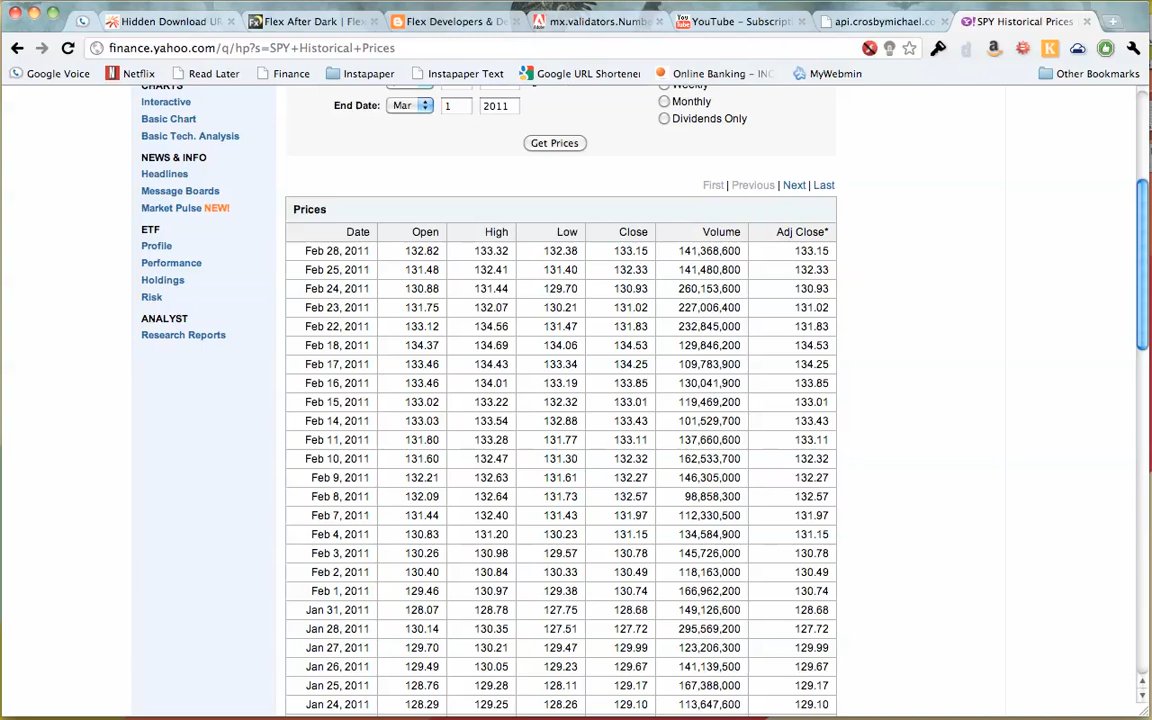 Hidden Download UR
Flex After Dark | Flex
Flex Developers & De
mx.validators.Numbe
YouTube - Subscripti
api.crosbymichael.co
SPY Historical Prices
finance.yahoo.com/q/hp?s=SPY+Historical+Prices
Google Voice
Netflix
Read Later
Finance
Instapaper
Instapaper Text
Google URL Shortener
Online Banking - ING
MyWebmin
Other Bookmarks
CHARTS
Interactive
Basic Chart
Basic Tech. Analysis
NEWS & INFO
Headlines
Message Boards
Market Pulse NEW!
ETF
Profile
Performance
Holdings
Risk
ANALYST
Research Reports
Weekly
End Date: Mar 1 2011
Monthly
Dividends Only
Get Prices
First | Previous | Next | Last
Prices
Date Open High Low Close Volume Adj Close*
Feb 28, 2011 132.82 133.32 132.38 133.15 141,368,600 133.15
Feb 25, 2011 131.48 132.41 131.40 132.33 141,480,800 132.33
Feb 24, 2011 130.88 131.44 129.70 130.93 260,153,600 130.93
Feb 23, 2011 131.75 132.07 130.21 131.02 227,006,400 131.02
Feb 22, 2011 133.12 134.56 131.47 131.83 232,845,000 131.83
Feb 18, 2011 134.37 134.69 134.06 134.53 129,846,200 134.53
Feb 17, 2011 133.46 134.43 133.34 134.25 109,783,900 134.25
Feb 16, 2011 133.46 134.01 133.19 133.85 130,041,900 133.85
Feb 15, 2011 133.02 133.22 132.32 133.01 119,469,200 133.01
Feb 14, 2011 133.03 133.54 132.88 133.43 101,529,700 133.43
Feb 11, 2011 131.80 133.28 131.77 133.11 137,660,600 133.11
Feb 10, 2011 131.60 132.47 131.30 132.32 162,533,700 132.32
Feb 9, 2011 132.21 132.63 131.61 132.27 146,305,000 132.27
Feb 8, 2011 132.09 132.64 131.73 132.57 98,858,300 132.57
Feb 7, 2011 131.44 132.40 131.43 131.97 112,330,500 131.97
Feb 4, 2011 130.83 131.20 130.23 131.15 134,584,900 131.15
Feb 3, 2011 130.26 130.98 129.57 130.78 145,726,000 130.78
Feb 2, 2011 130.40 130.84 130.33 130.49 118,163,000 130.49
Feb 1, 2011 129.46 130.97 129.38 130.74 166,962,200 130.74
Jan 31, 2011 128.07 128.78 127.75 128.68 149,126,600 128.68
Jan 28, 2011 130.14 130.35 127.51 127.72 295,569,200 127.72
Jan 27, 2011 129.70 130.21 129.47 129.99 123,206,300 129.99
Jan 26, 2011 129.49 130.05 129.23 129.67 141,139,500 129.67
Jan 25, 2011 128.76 129.28 128.11 129.17 167,388,000 129.17
Jan 24, 2011 128.29 129.25 128.26 129.10 113,647,600 129.10